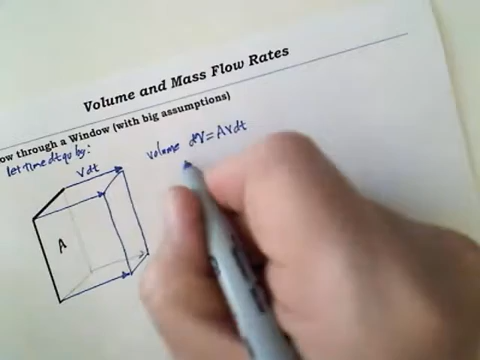 Volume and Mass Flow Rates
ow through a Window (with big assumptions)
let Time dt go by:
Vdt
volume dV=AVdt
A